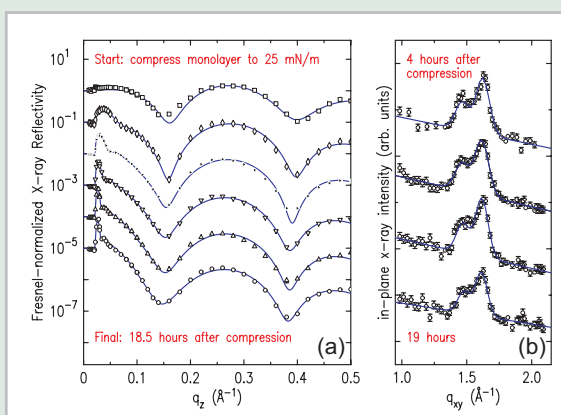 Start: compress monolayer to 25 mN/m
Final: 18.5 hours after compression
(a)
Fresnel-normalized X-ray Reflectivity
10¹
10⁻¹
10⁻³
10⁻⁵
10⁻⁷
0 0.1 0.2 0.3 0.4 0.5
q_z (Å⁻¹)
4 hours after
compression
19 hours
(b)
in-plane x-ray intensity (arb. units)
1.0 1.5 2.0
q_xy (Å⁻¹)